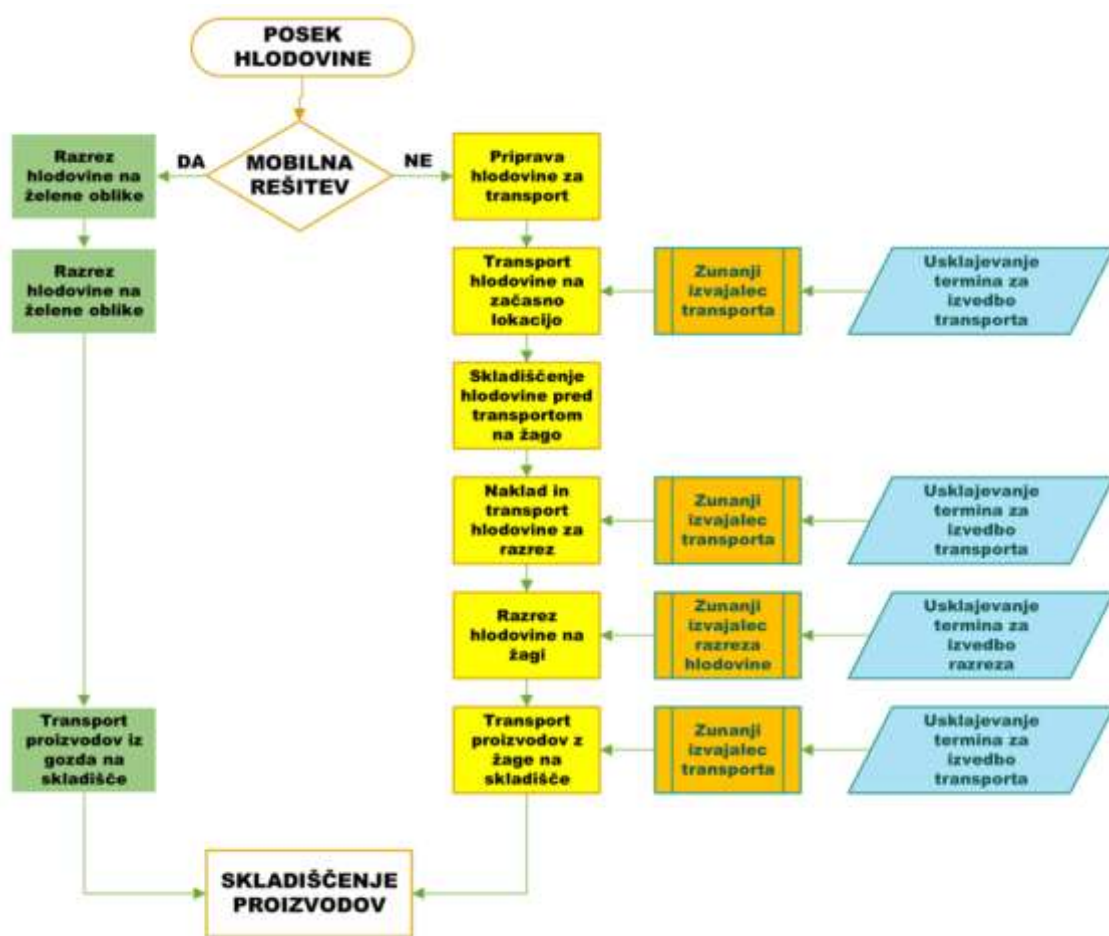 POSEK
HLODOVINE
Razrez
hlodovine na
želene oblike
DA
MOBILNA
REŠITEV
NE
Priprava
hlodovine za
transport
Razrez
hlodovine na
želene oblike
Transport
hlodovine na
začasno
lokacijo
Zunanji
izvajalec
transporta
Usklajevanje
termina za
izvedbo
transporta
Skladiščenje
hlodovine pred
transportom
na žago
Naklad in
transport
hlodovine za
razrez
Zunanji
izvajalec
transporta
Usklajevanje
termina za
izvedbo
transporta
Razrez
hlodovine na
žagi
Zunanji
izvajalec
razreza
hlodovine
Usklajevanje
termina za
izvedbo
razreza
Transport
proizvodov iz
gozda na
skladišče
Transport
proizvodov z
žage na
skladišče
Zunanji
izvajalec
transporta
Usklajevanje
termina za
izvedbo
transporta
SKLADIŠČENJE
PROIZVODOV